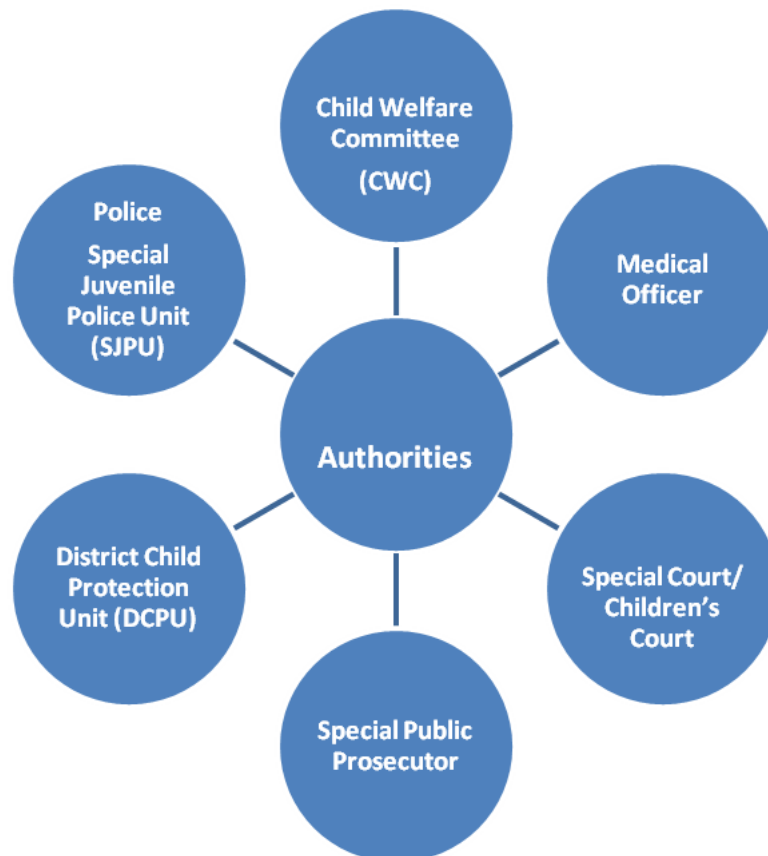 Child Welfare
Committee
(CWC)
Police
Special
Juvenile
Police Unit
(SJPU)
Medical
Officer
Authorities
District Child
Protection
Unit (DCPU)
Special Court/
Children’s
Court
Special Public
Prosecutor